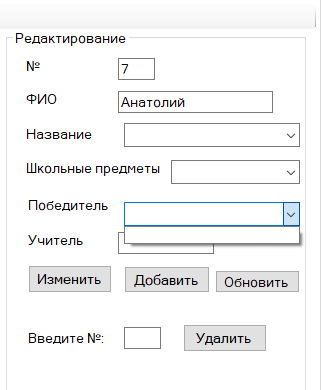 Редактирование
№ 7
ФИО Анатолий
Название
Школьные предметы
Победитель
Учитель
Изменить Добавить Обновить
Введите №: Удалить